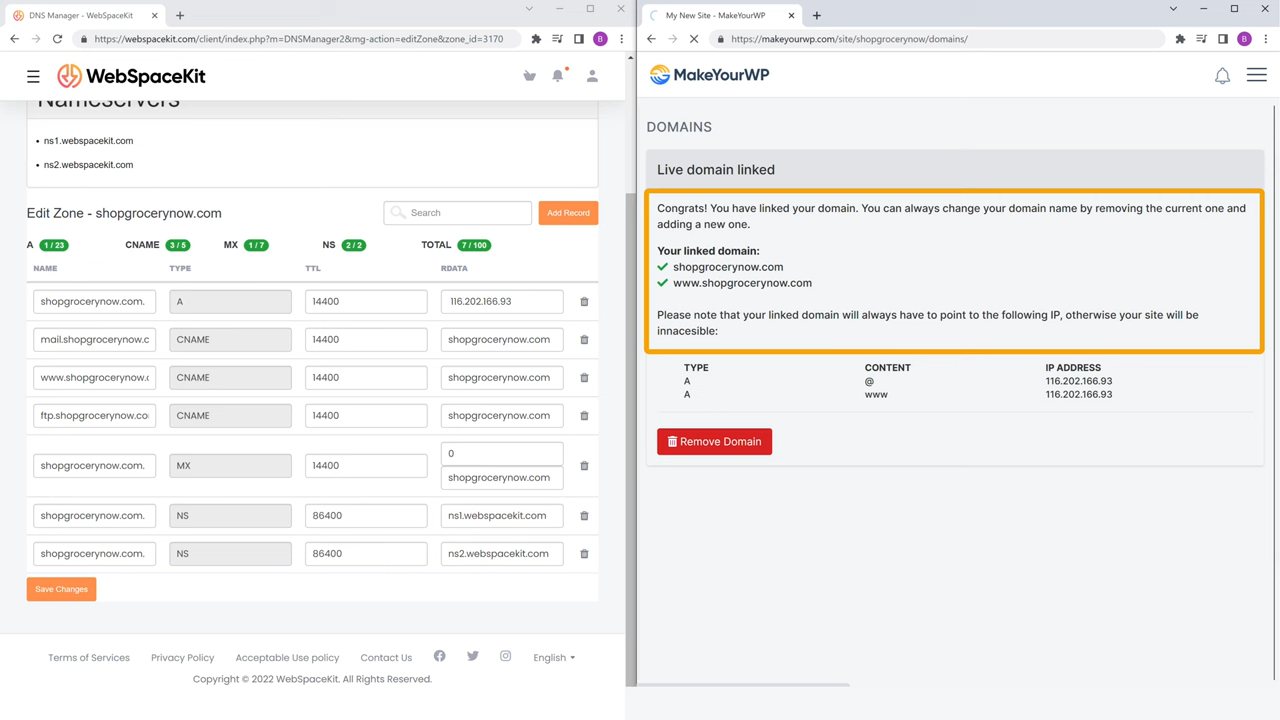 DNS Manager - WebSpaceKit
https://webspacekit.com/client/index.php?m=DNSManager2&mg-action=editZone&zone_id=3170
B
WebSpaceKit
Nameservers
• ns1.webspacekit.com
• ns2.webspacekit.com
Edit Zone - shopgrocerynow.com
Search
Add Record
A 1 / 23 CNAME 3 / 5 MX 1 / 7 NS 2 / 2 TOTAL 7 / 100
NAME TYPE TTL RDATA
shopgrocerynow.com. A 14400 116.202.166.93
mail.shopgrocerynow.c CNAME 14400 shopgrocerynow.com
www.shopgrocerynow.c CNAME 14400 shopgrocerynow.com
ftp.shopgrocerynow.co CNAME 14400 shopgrocerynow.com
0
shopgrocerynow.com. MX 14400
shopgrocerynow.com
shopgrocerynow.com. NS 86400 ns1.webspacekit.com
shopgrocerynow.com. NS 86400 ns2.webspacekit.com
Save Changes
Terms of Services Privacy Policy Acceptable Use policy Contact Us English
Copyright © 2022 WebSpaceKit. All Rights Reserved.
My New Site - MakeYourWP
https://makeyourwp.com/site/shopgrocerynow/domains/
B
MakeYourWP
DOMAINS
Live domain linked
Congrats! You have linked your domain. You can always change your domain name by removing the current one and
adding a new one.
Your linked domain:
shopgrocerynow.com
www.shopgrocerynow.com
Please note that your linked domain will always have to point to the following IP, otherwise your site will be
innacesible:
TYPE CONTENT IP ADDRESS
A @ 116.202.166.93
A www 116.202.166.93
Remove Domain